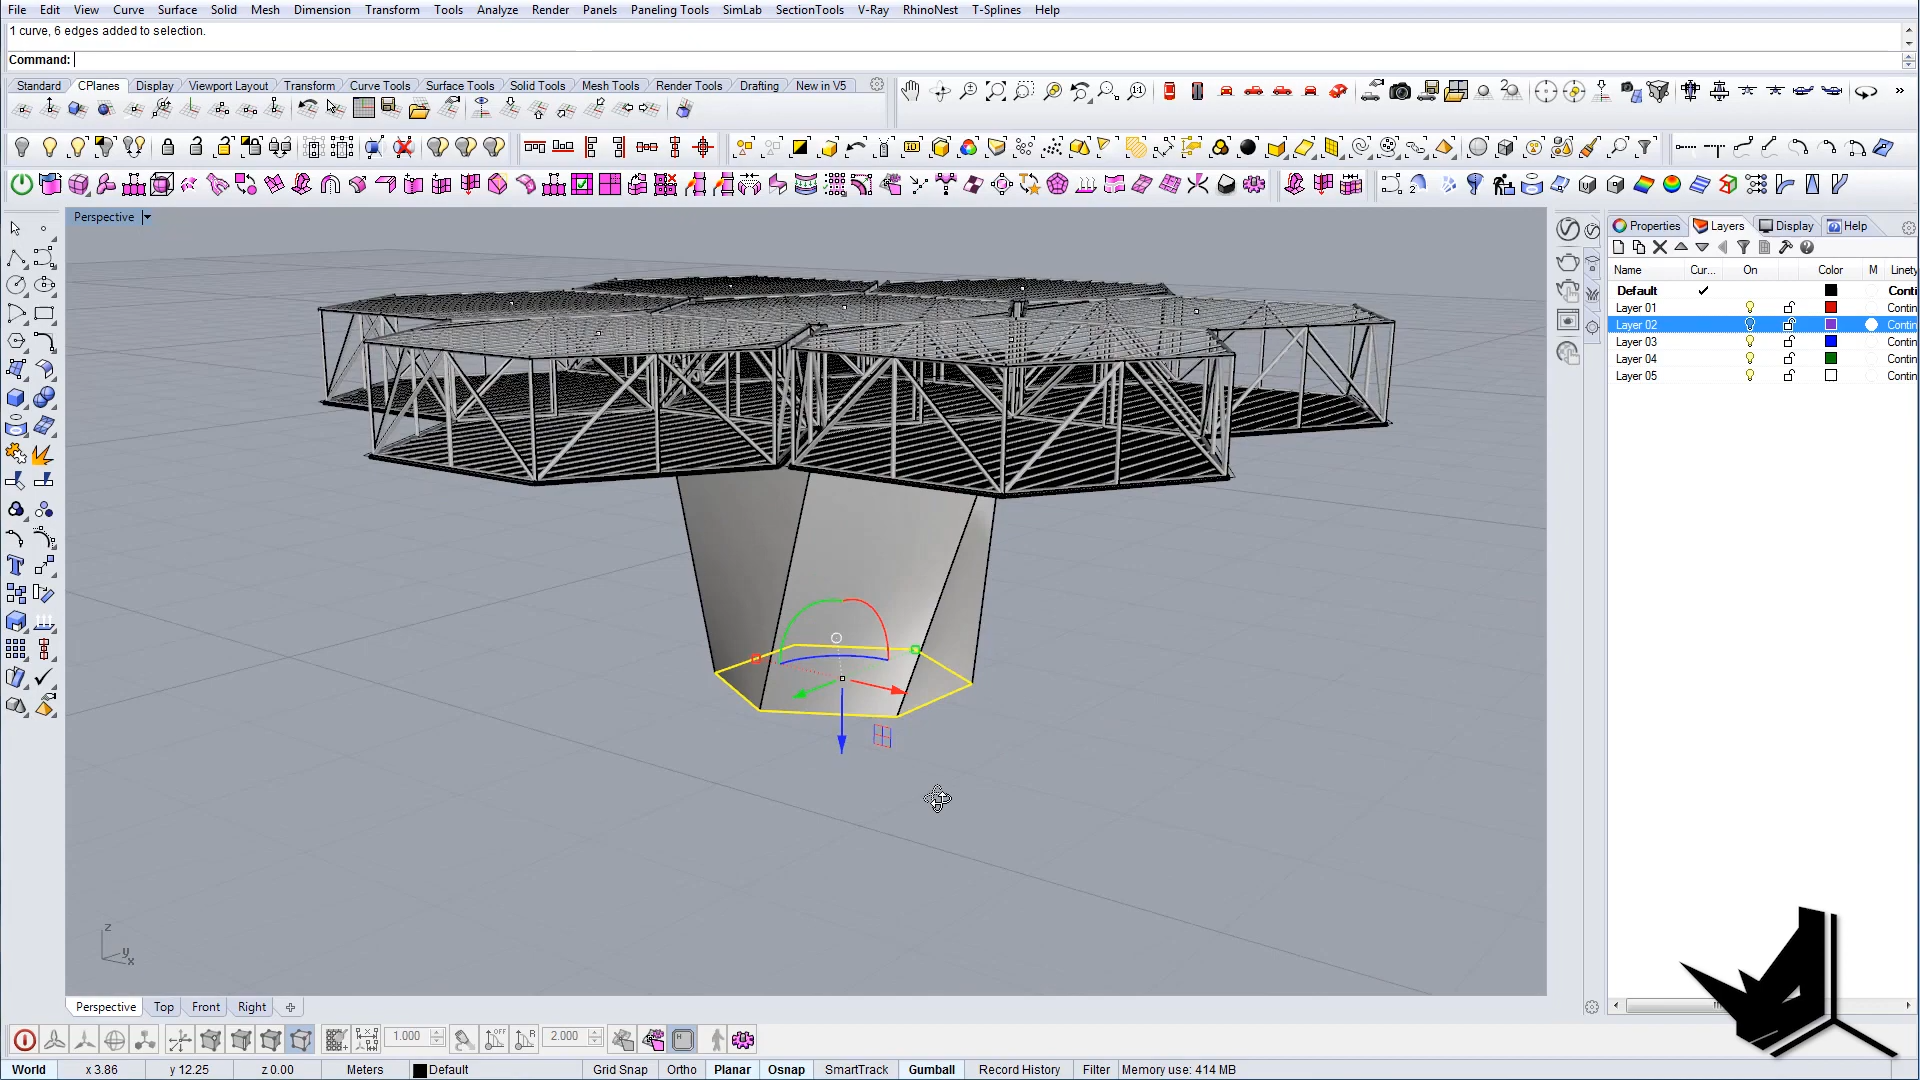 File Edit View Curve Surface Solid Mesh Dimension Transform Tools Analyze Render Panels Paneling Tools SimLab SectionTools V-Ray RhinoNest T-Splines Help
1 curve, 6 edges added to selection.
Command:
Standard CPlanes Display Viewport Layout Transform Curve Tools Surface Tools Solid Tools Mesh Tools Render Tools Drafting New in V5
Perspective
Properties Layers Display Help
Name Cur... On Color M Linety
Default Conti
Layer 01 Contin
Layer 02 Contin
Layer 03 Contin
Layer 04 Contin
Layer 05 Contin
z
y
x
Perspective Top Front Right
1.000 2.000
World x 3.86 y 12.25 z 0.00 Meters Default Grid Snap Ortho Planar Osnap SmartTrack Gumball Record History Filter Memory use: 414 MB